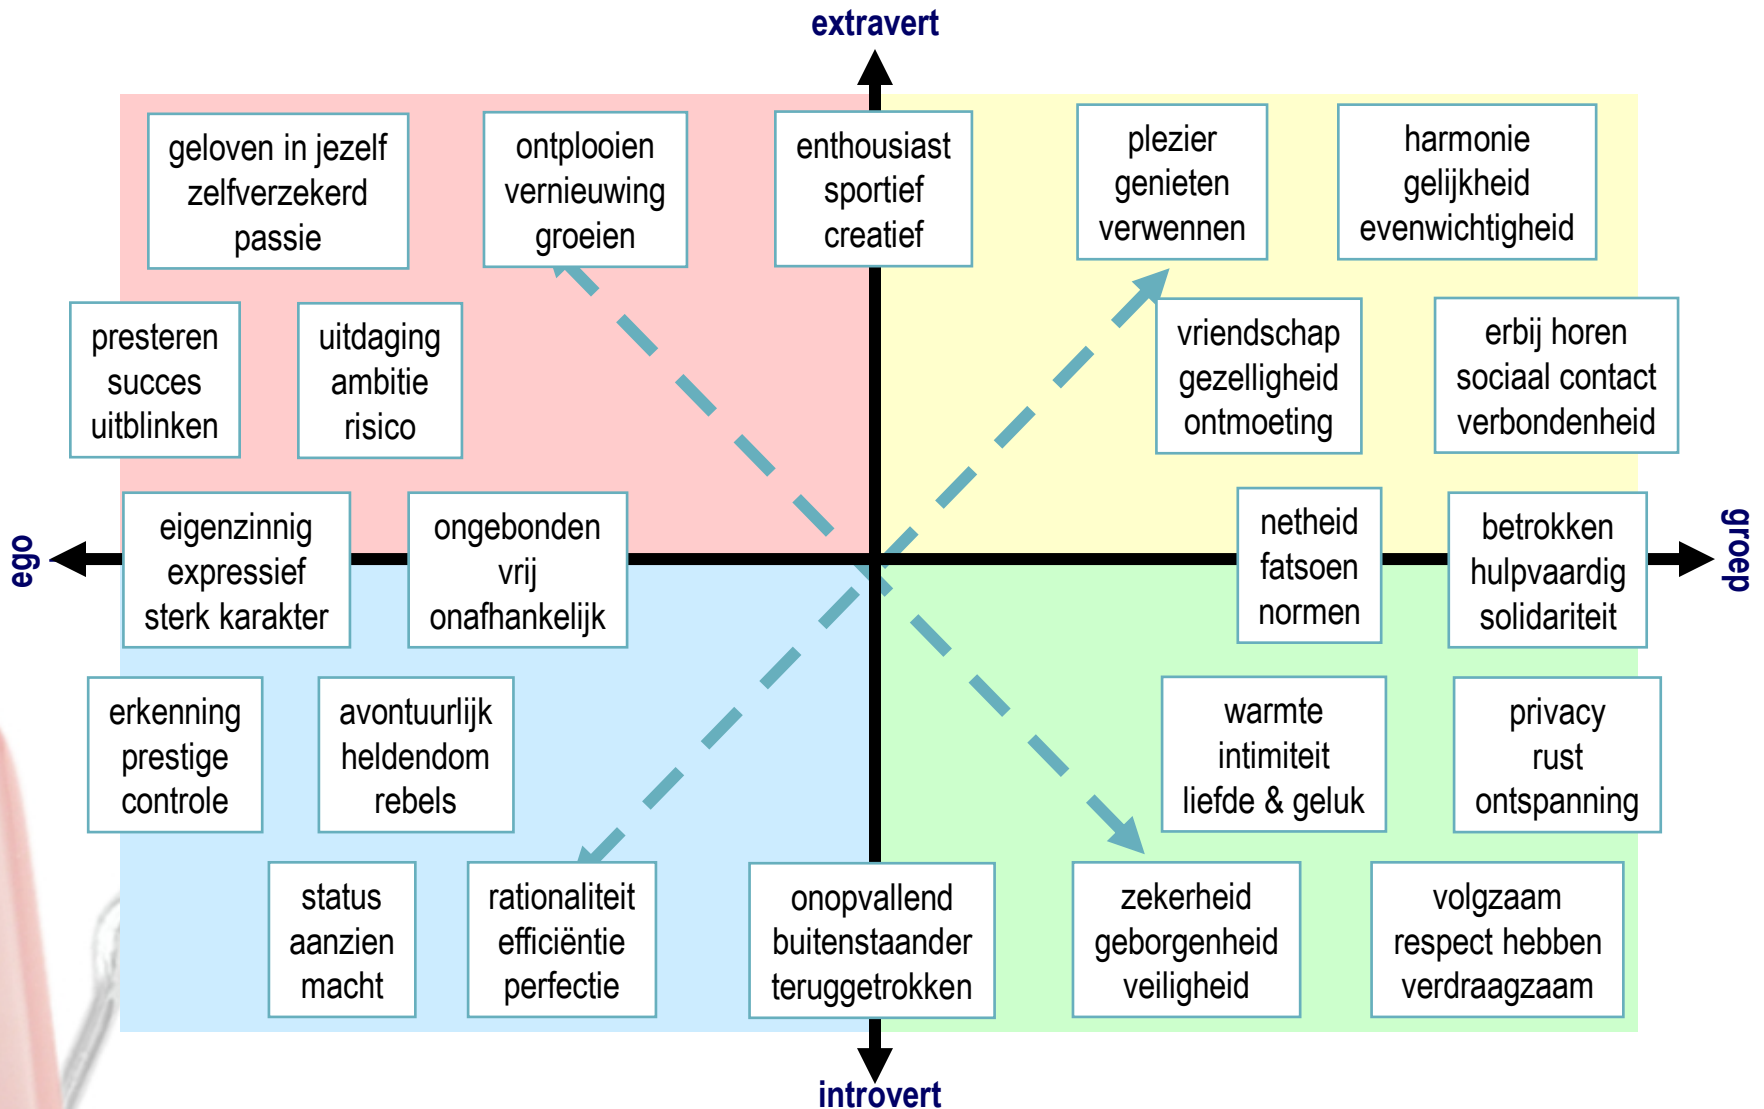 extravert
geloven in jezelf
zelfverzekerd
passie
ontplooien
vernieuwing
groeien
enthousiast
sportief
creatief
plezier
genieten
verwennen
harmonie
gelijkheid
evenwichtigheid
presteren
succes
uitblinken
uitdaging
ambitie
risico
vriendschap
gezelligheid
ontmoeting
erbij horen
sociaal contact
verbondenheid
ego
eigenzinnig
expressief
sterk karakter
ongebonden
vrij
onafhankelijk
netheid
fatsoen
normen
betrokken
hulpvaardig
solidariteit
groep
erkenning
prestige
controle
avontuurlijk
heldendom
rebels
warmte
intimiteit
liefde & geluk
privacy
rust
ontspanning
status
aanzien
macht
rationaliteit
efficiëntie
perfectie
onopvallend
buitenstaander
teruggetrokken
zekerheid
geborgenheid
veiligheid
volgzaam
respect hebben
verdraagzaam
introvert